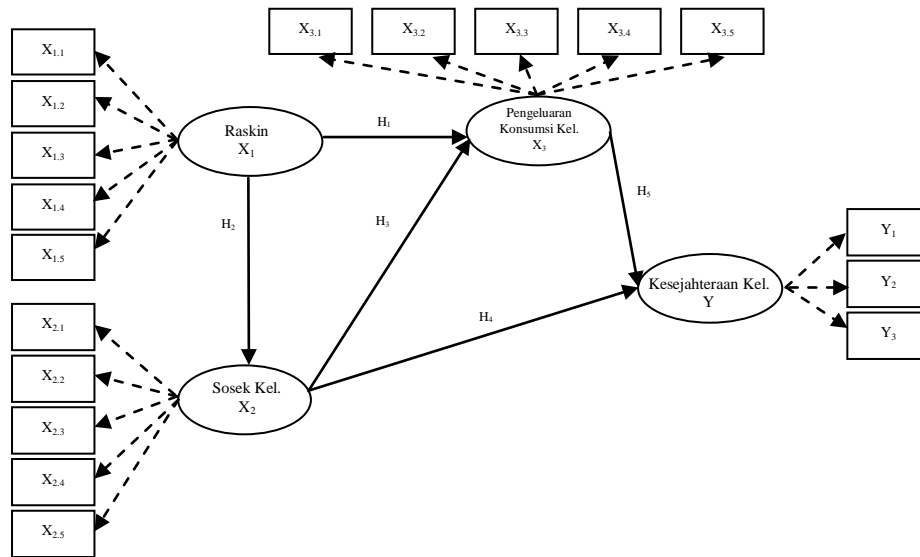 X1.1
X1.2
X1.3
X1.4
X1.5
X3.1
X3.2
X3.3
X3.4
X3.5
Raskin
X1
H1
Pengeluaran
Konsumsi Kel.
X3
H2
H3
H5
Kesejahteraan Kel.
Y
Y1
Y2
Y3
H4
X2.1
X2.2
X2.3
X2.4
X2.5
Sosek Kel.
X2